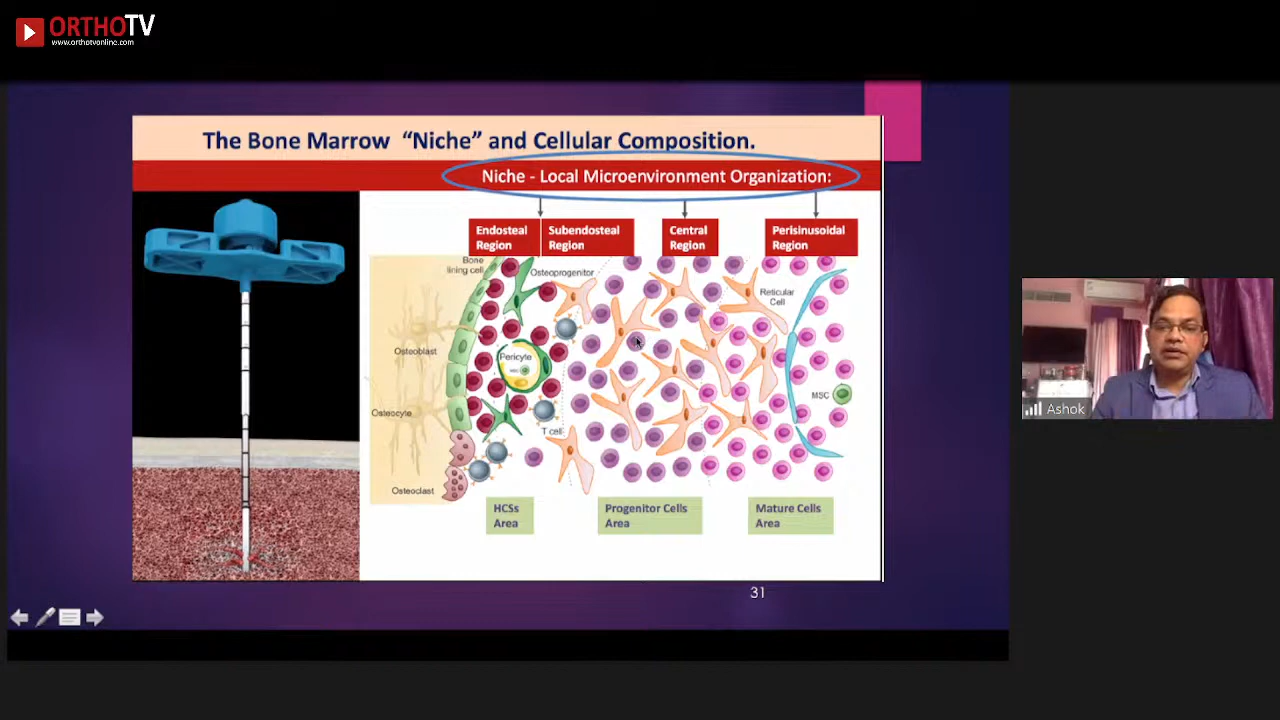 ORTHOTV
www.orthotvonline.com
The Bone Marrow “Niche” and Cellular Composition.
Niche - Local Microenvironment Organization:
Endosteal
Region
Subendosteal
Region
Central
Region
Perisinusoidal
Region
Bone
lining cell
Osteoprogenitor
Reticular
Cell
Osteoblast
Pericyte
MSC
MSC
Osteocyte
T cell
Osteoclast
HCSs
Area
Progenitor Cells
Area
Mature Cells
Area
31
Ashok